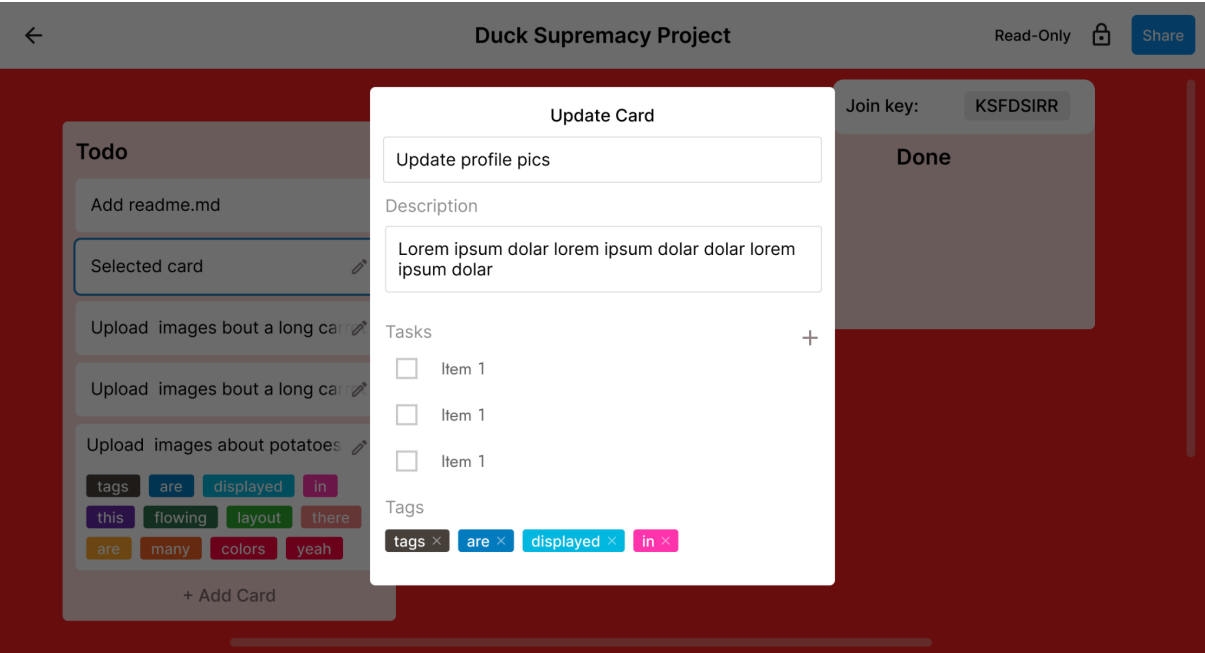 Duck Supremacy Project
Read-Only
Share
Join key: KSFDSIRR
Todo
Add readme.md
Selected card
Upload images bout a long car
Upload images bout a long car
Upload images about potatoes
tags are displayed in
this flowing layout there
are many colors yeah
+ Add Card
Update Card
Update profile pics
Description
Lorem ipsum dolar lorem ipsum dolar dolar lorem
ipsum dolar
Tasks
Item 1
Item 1
Item 1
Tags
tags × are × displayed × in ×
Done